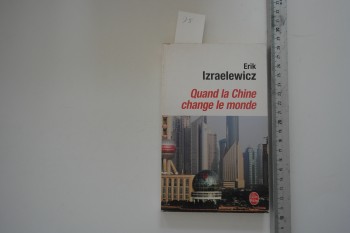 Erik
Izraelewicz
Quand la Chine
change le monde